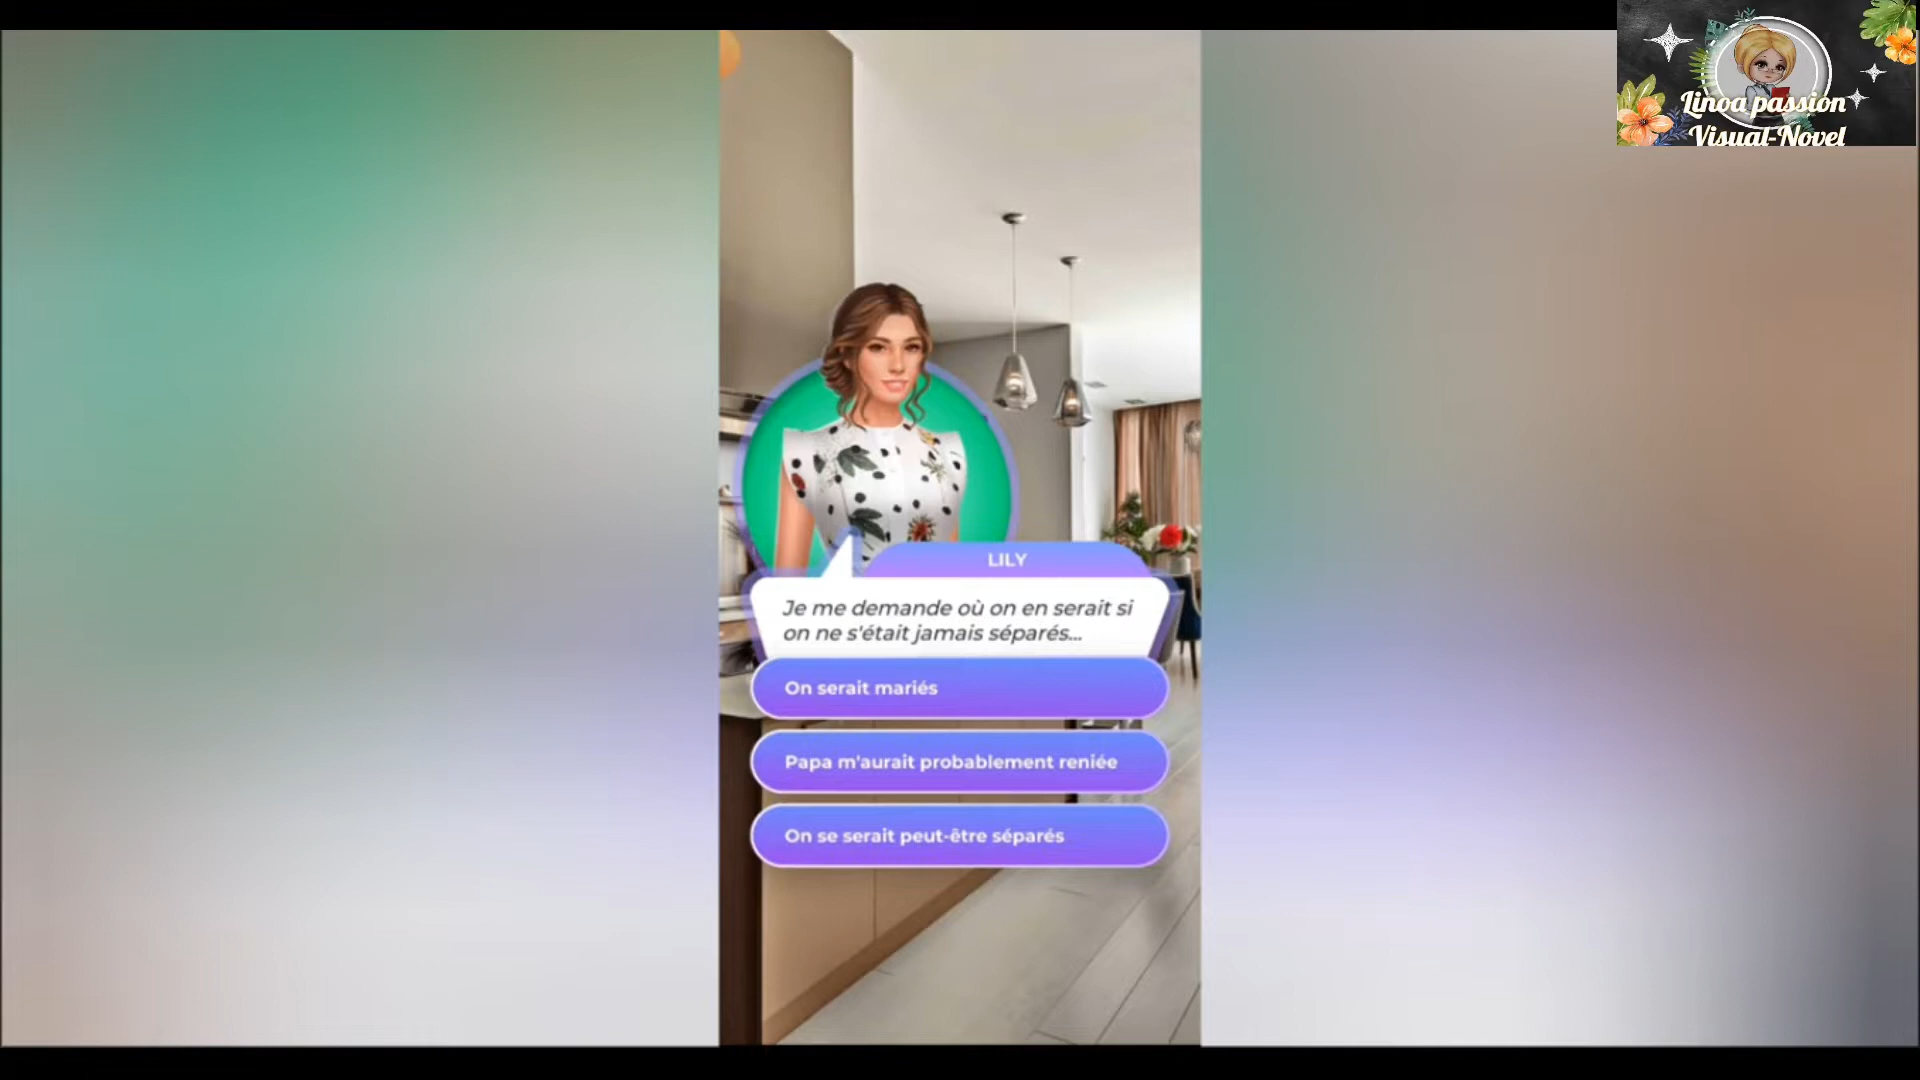 Linoa passion
Visual-Novel
LILY
Je me demande où on en serait si
on ne s'était jamais séparés...
On serait mariés
Papa m'aurait probablement reniée
On se serait peut-être séparés